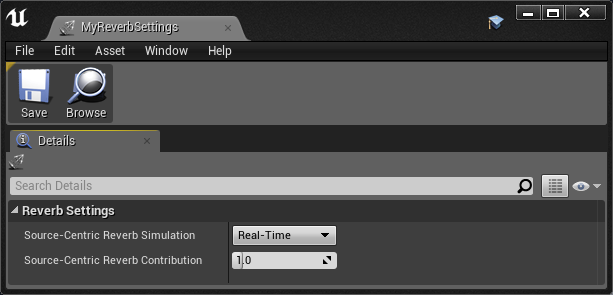 MyReverbSettings
File Edit Asset Window Help
Save Browse
Details
Search Details
Reverb Settings
Source-Centric Reverb Simulation Real-Time
Source-Centric Reverb Contribution 1.0